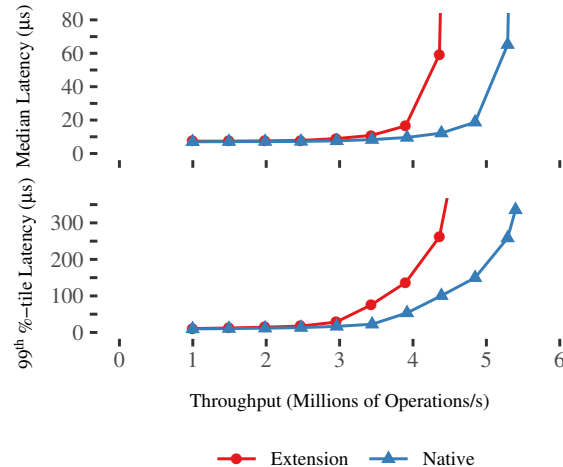 Median Latency (μs)
80
60
40
20
0
99th %−tile Latency (μs)
300
200
100
0
0 1 2 3 4 5 6
Throughput (Millions of Operations/s)
Extension Native